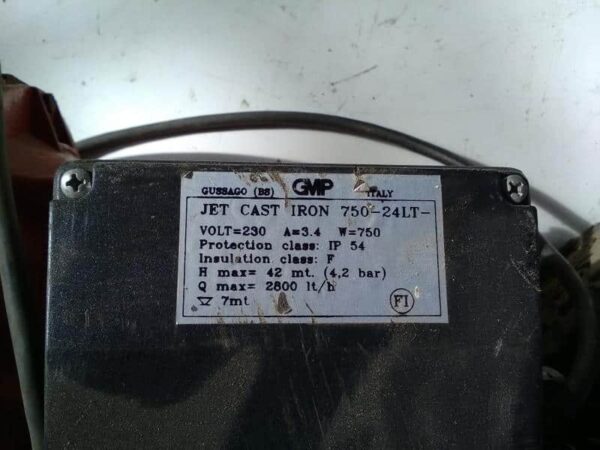 GUSSAGO (BS) GMP ITALY
JET CAST IRON 750-24LT-
VOLT=230 A=3.4 W=750
Protection class: IP 54
Insulation class: F
H max= 42 mt. (4,2 bar)
Q max= 2800 lt/h
7mt FI